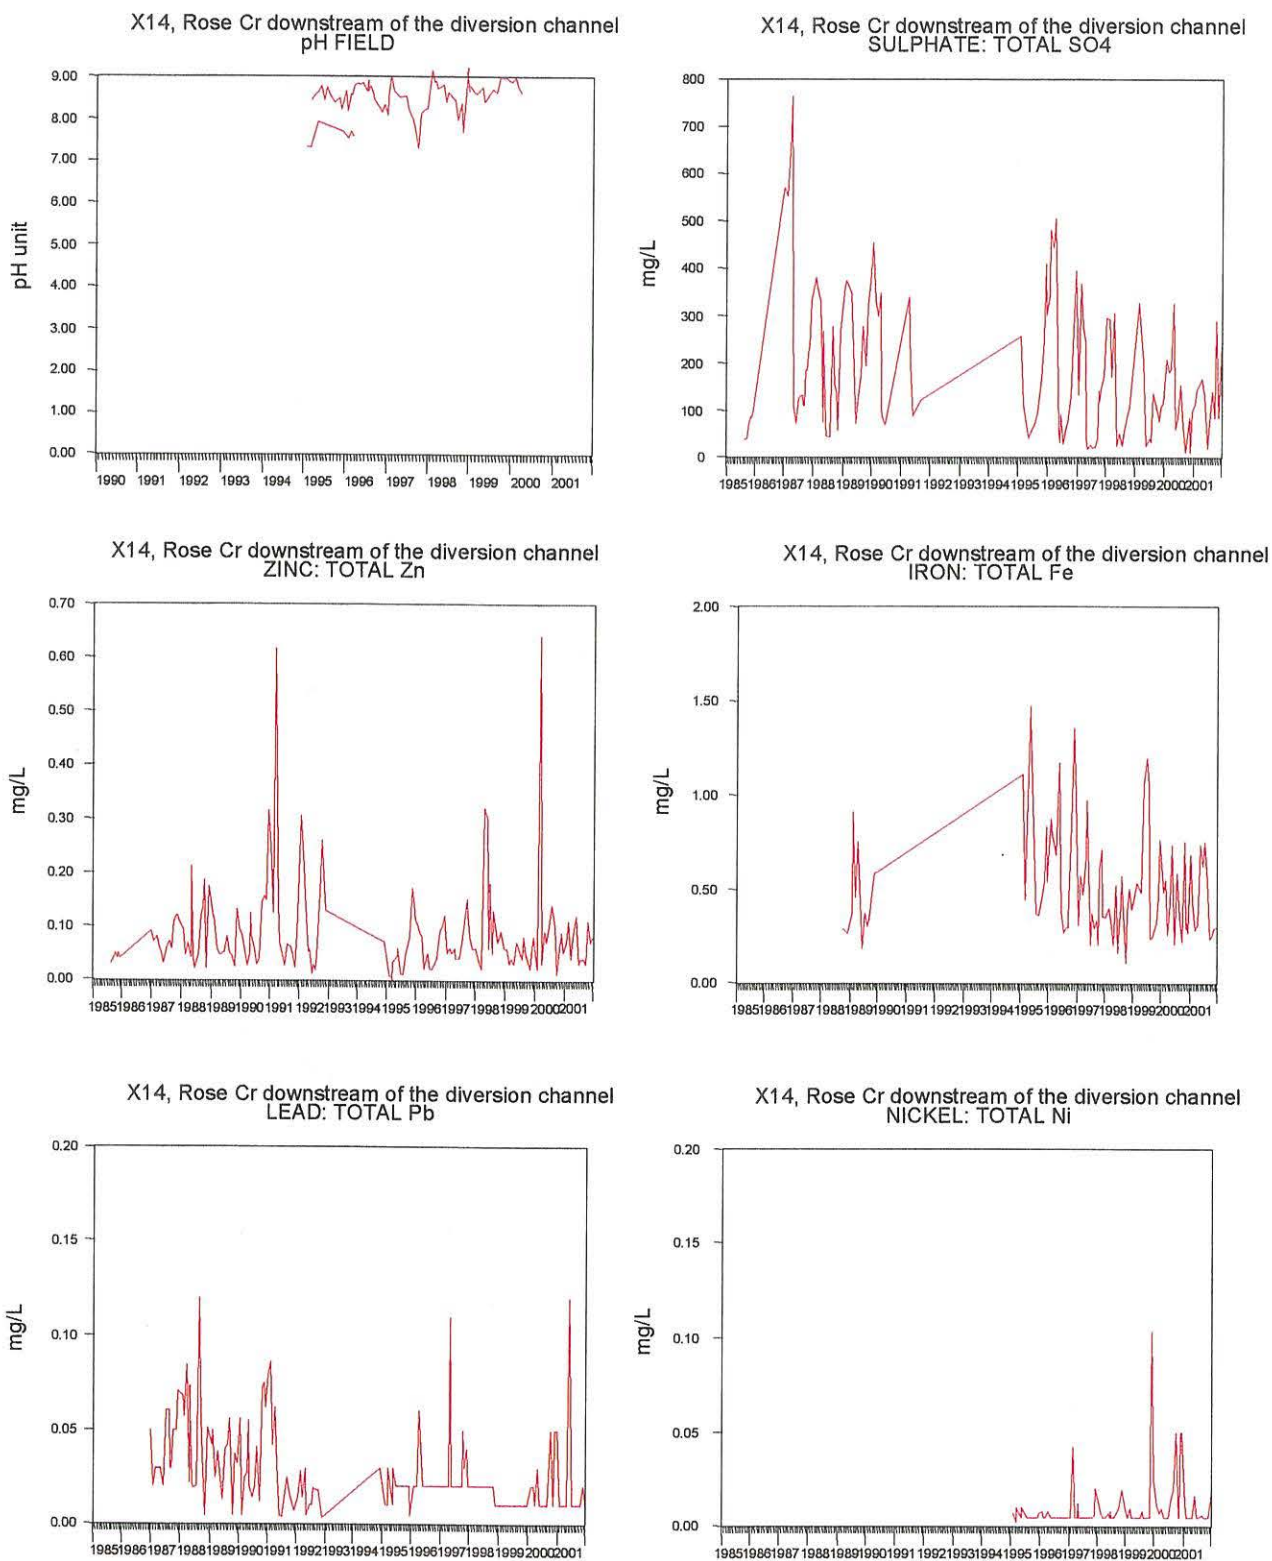 X14, Rose Cr downstream of the diversion channel
pH FIELD
9.00
8.00
7.00
6.00
5.00
4.00
3.00
2.00
1.00
0.00
pH unit
1990 1991 1992 1993 1994 1995 1996 1997 1998 1999 2000 2001
X14, Rose Cr downstream of the diversion channel
SULPHATE: TOTAL SO4
800
700
600
500
400
300
200
100
0
mg/L
1985 1986 1987 1988 1989 1990 1991 1992 1993 1994 1995 1996 1997 1998 1999 2000 2001
X14, Rose Cr downstream of the diversion channel
ZINC: TOTAL Zn
0.70
0.60
0.50
0.40
0.30
0.20
0.10
0.00
mg/L
1985 1986 1987 1988 1989 1990 1991 1992 1993 1994 1995 1996 1997 1998 1999 2000 2001
X14, Rose Cr downstream of the diversion channel
IRON: TOTAL Fe
2.00
1.50
1.00
0.50
0.00
mg/L
1985 1986 1987 1988 1989 1990 1991 1992 1993 1994 1995 1996 1997 1998 1999 2000 2001
X14, Rose Cr downstream of the diversion channel
LEAD: TOTAL Pb
0.20
0.15
0.10
0.05
0.00
mg/L
1985 1986 1987 1988 1989 1990 1991 1992 1993 1994 1995 1996 1997 1998 1999 2000 2001
X14, Rose Cr downstream of the diversion channel
NICKEL: TOTAL Ni
0.20
0.15
0.10
0.05
0.00
mg/L
1985 1986 1987 1988 1989 1990 1991 1992 1993 1994 1995 1996 1997 1998 1999 2000 2001